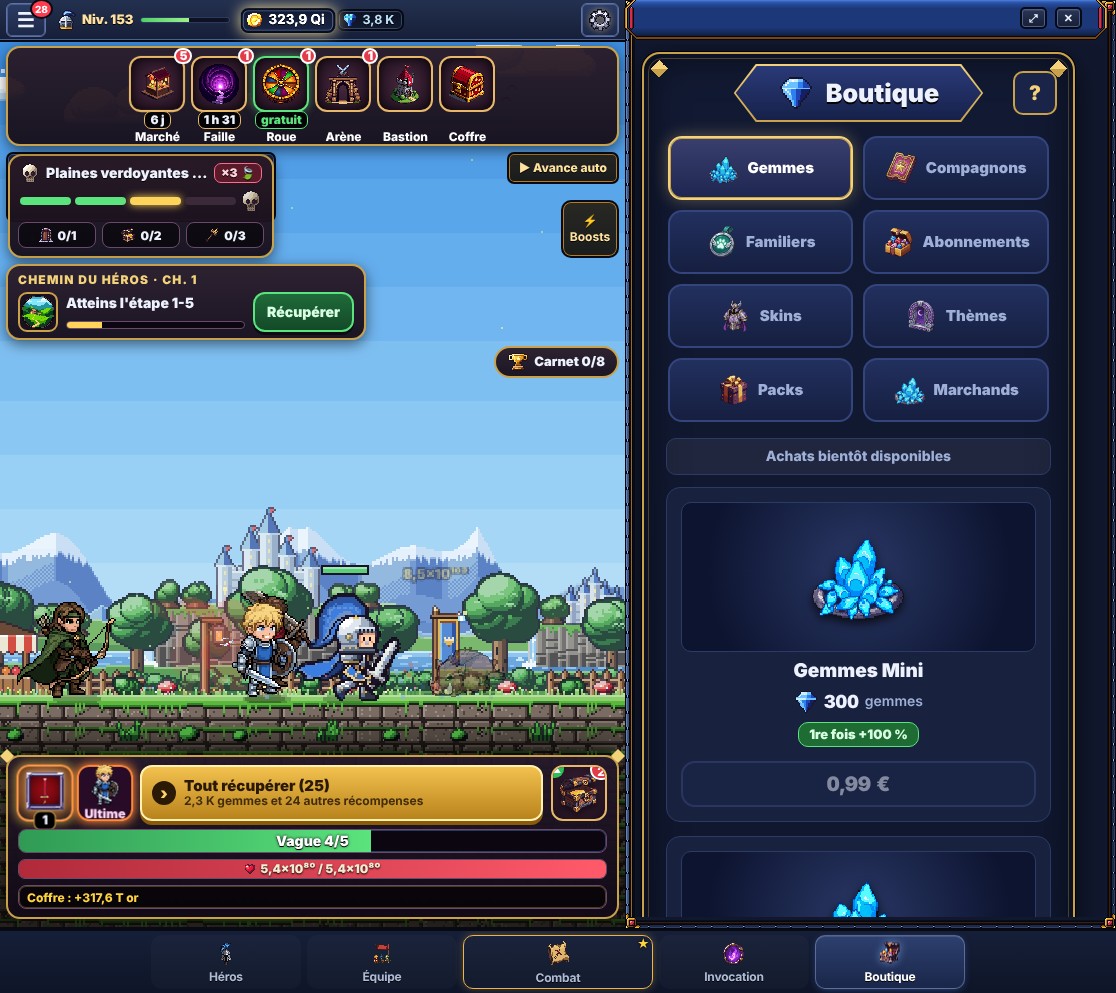 28
Niv. 153
323,9 Qi
3,8 K
5
1
1
1
6 j
1 h 31
gratuit
Marché
Faille
Roue
Arène
Bastion
Coffre
Plaines verdoyantes ...
×3
Avance auto
0/1
0/2
0/3
Boosts
CHEMIN DU HÉROS · CH. 1
Atteins l'étape 1-5
Récupérer
Carnet 0/8
Ultime
1
Tout récupérer (25)
2,3 K gemmes et 24 autres récompenses
2
Vague 4/5
5,4×10⁸⁰ / 5,4×10⁸⁰
Coffre : +317,6 T or
Boutique
?
Gemmes
Compagnons
Familiers
Abonnements
Skins
Thèmes
Packs
Marchands
Achats bientôt disponibles
Gemmes Mini
300 gemmes
1re fois +100 %
0,99 €
Héros
Équipe
Combat
Invocation
Boutique